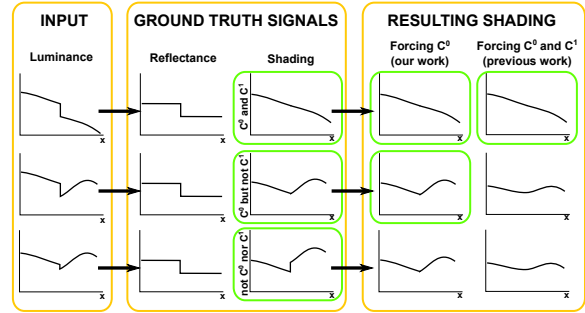 INPUT
GROUND TRUTH SIGNALS
RESULTING SHADING
Luminance
Reflectance
Shading
Forcing C⁰
(our work)
Forcing C⁰ and C¹
(previous work)
x
x
C⁰ and C¹
x
x
x
x
x
C⁰ but not C¹
x
x
x
x
x
not C⁰ nor C¹
x
x
x